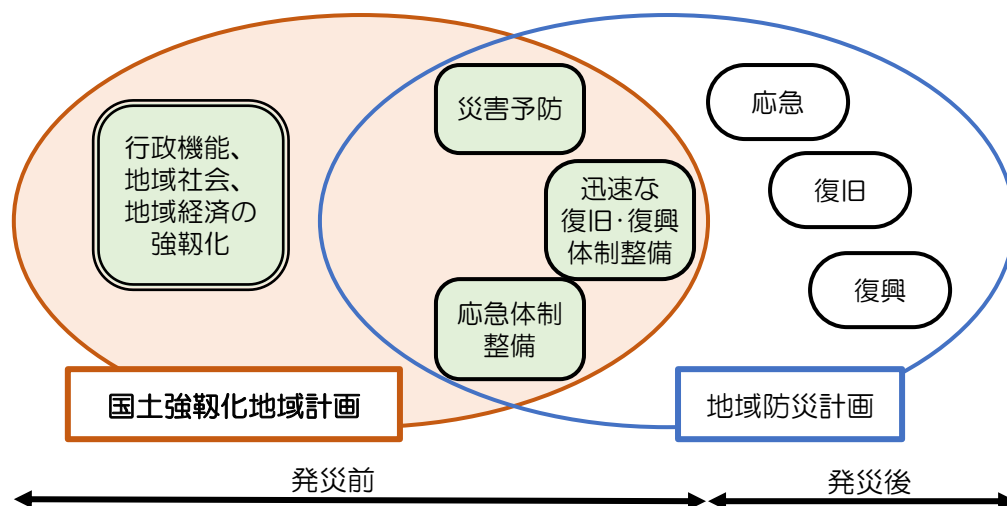 行政機能、
地域社会、
地域経済の
強靱化
災害予防
迅速な
復旧・復興
体制整備
応急体制
整備
応急
復旧
復興
国土強靱化地域計画
地域防災計画
発災前
発災後